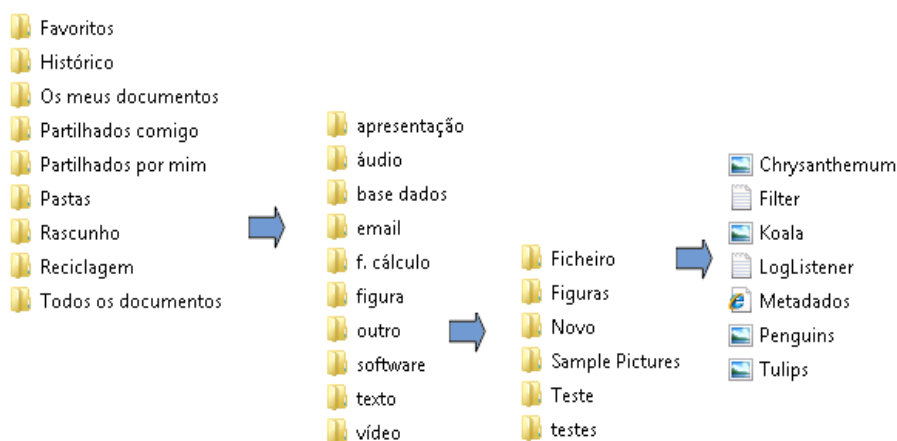 Favoritos
Histórico
Os meus documentos
Partilhados comigo
Partilhados por mim
Pastas
Rascunho
Reciclagem
Todos os documentos
apresentação
áudio
base dados
email
f. cálculo
figura
outro
software
texto
vídeo
Ficheiro
Figuras
Novo
Sample Pictures
Teste
testes
Chrysanthemum
Filter
Koala
LogListener
Metadados
Penguins
Tulips